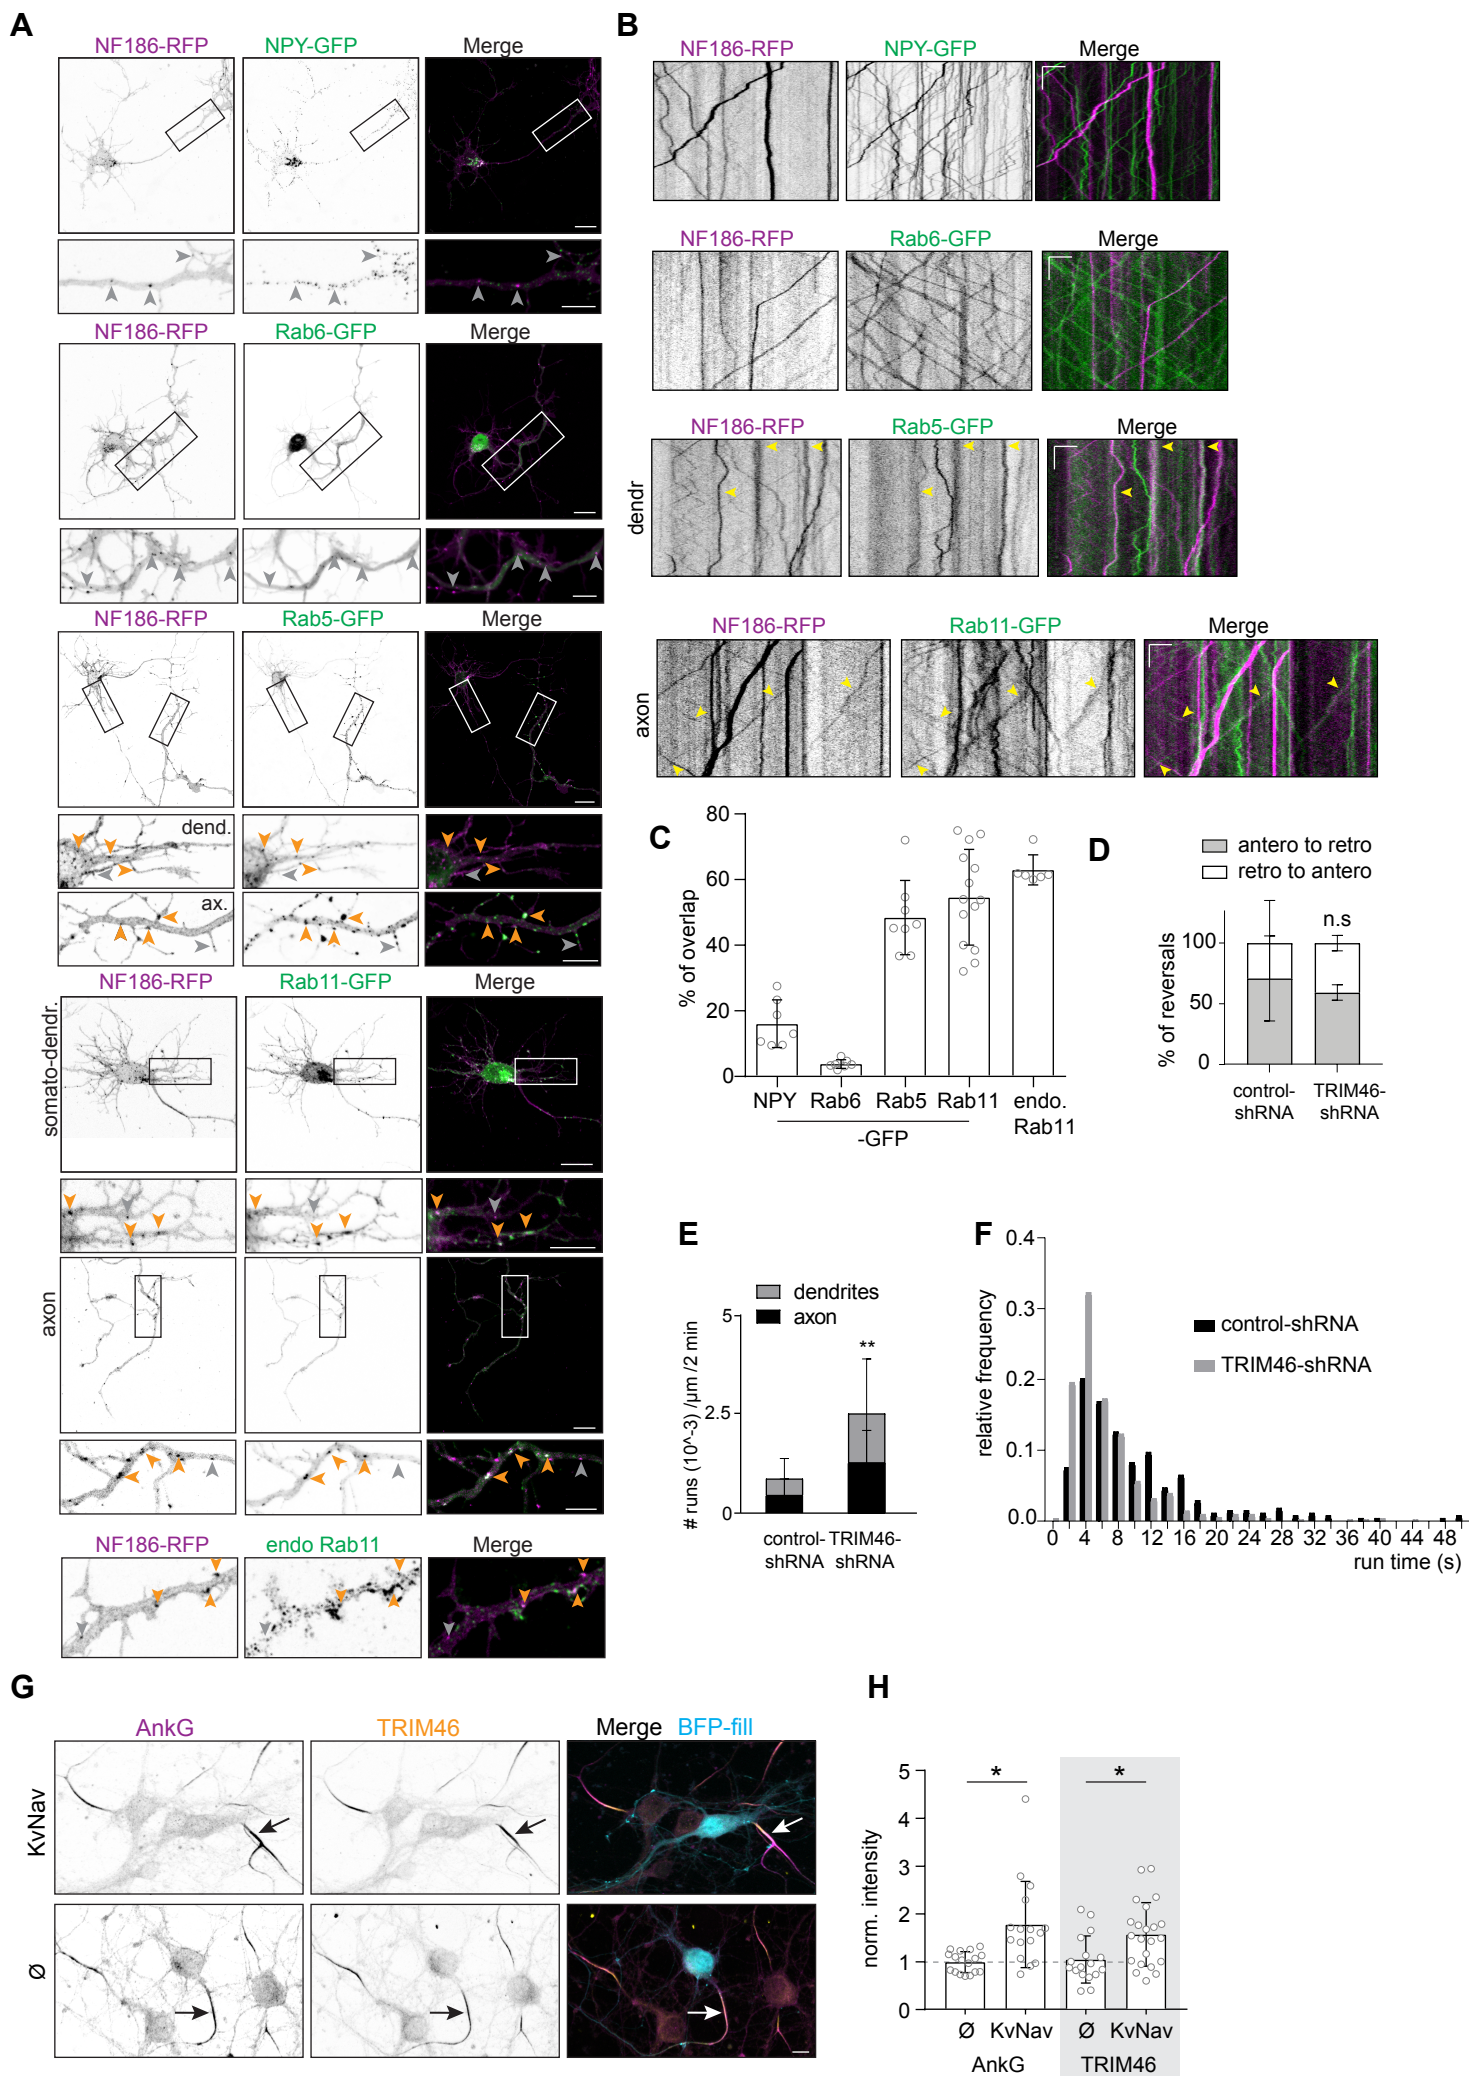 A
NF186-RFP NPY-GFP Merge
NF186-RFP Rab6-GFP Merge
NF186-RFP Rab5-GFP Merge
dend.
ax.
NF186-RFP Rab11-GFP Merge
somato-dendr.
axon
NF186-RFP endo Rab11 Merge
B
NF186-RFP NPY-GFP Merge
NF186-RFP Rab6-GFP Merge
NF186-RFP Rab5-GFP Merge
dendr
NF186-RFP Rab11-GFP Merge
axon
C
% of overlap
80
60
40
20
0
NPY Rab6 Rab5 Rab11 endo.
Rab11
-GFP
D
antero to retro
retro to antero
n.s
% of reversals
100
50
0
control- TRIM46-
shRNA shRNA
E
dendrites
axon
# runs (10^-3) /µm /2 min
5
2.5
0
**
control- TRIM46-
shRNA shRNA
F
relative frequency
0.4
0.3
0.2
0.1
0.0
control-shRNA
TRIM46-shRNA
0 4 8 12 16 20 24 28 32 36 40 44 48
run time (s)
G
AnkG TRIM46 Merge BFP-fill
KvNav
Ø
H
norm. intensity
5
4
3
2
1
0
* *
Ø KvNav Ø KvNav
AnkG TRIM46